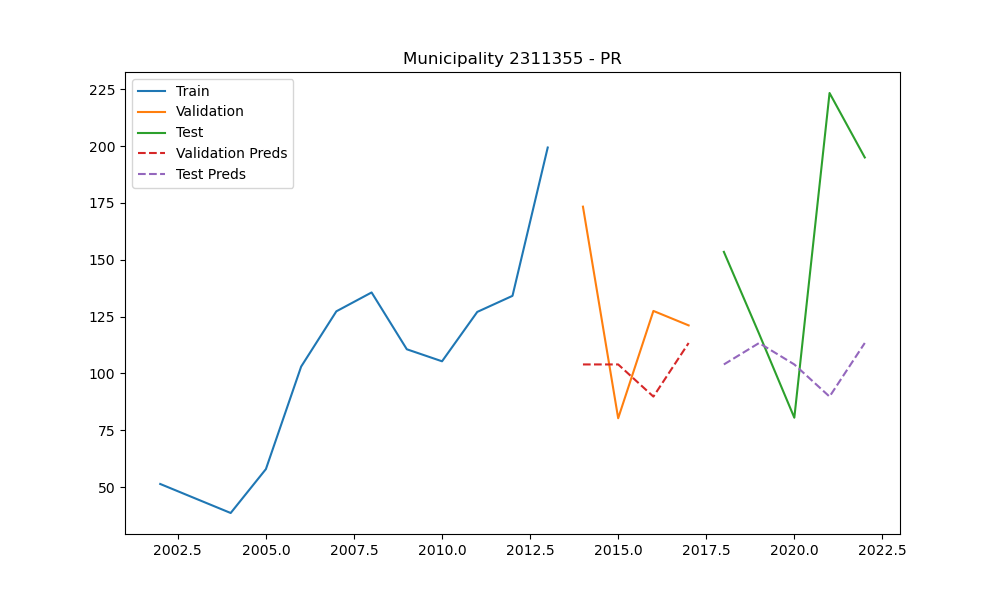 Municipality 2311355 - PR
Train
Validation
Test
Validation Preds
Test Preds
225
200
175
150
125
100
75
50
2002.5 2005.0 2007.5 2010.0 2012.5 2015.0 2017.5 2020.0 2022.5